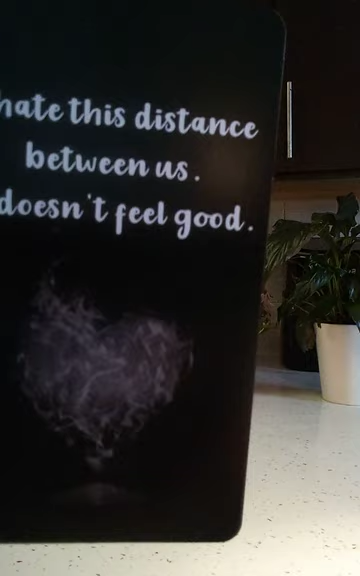 hate this distance
between us.
doesn't feel good.